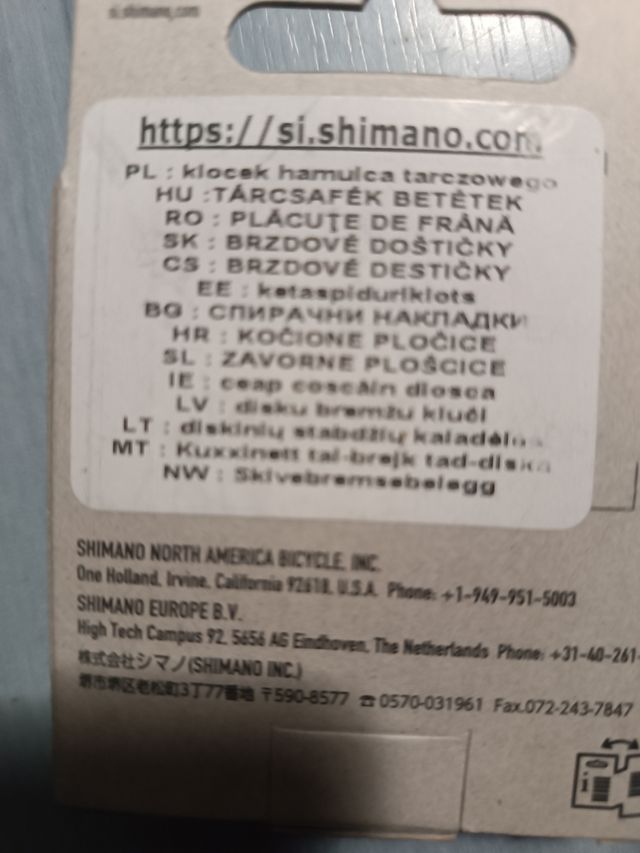 si.shimano.com
https://si.shimano.com
PL : klocek hamulca tarczowego
HU :TÁRCSAFÉK BETÉTEK
RO : PLĂCUŢE DE FRÂNĂ
SK : BRZDOVÉ DOŠTIČKY
CS : BRZDOVÉ DESTIČKY
EE : ketaspiduriklots
BG : СПИРАЧНИ НАКЛАДКИ
HR : KOČIONE PLOČICE
SL : ZAVORNE PLOŠČICE
IE : ceap coscáin diosca
LV : disku bremžu kluči
LT : diskinių stabdžių kaladėlės
MT : Kuxxinett tal-brejk tad-diska
NW : Skivebremsebelegg
SHIMANO NORTH AMERICA BICYCLE, INC.
One Holland, Irvine, California 92618, U.S.A. Phone: +1-949-951-5003
SHIMANO EUROPE B.V.
High Tech Campus 92, 5656 AG Eindhoven, The Netherlands Phone: +31-40-261-
株式会社シマノ(SHIMANO INC.)
堺市堺区老松町3丁77番地 〒590-8577 ☎0570-031961 Fax.072-243-7847